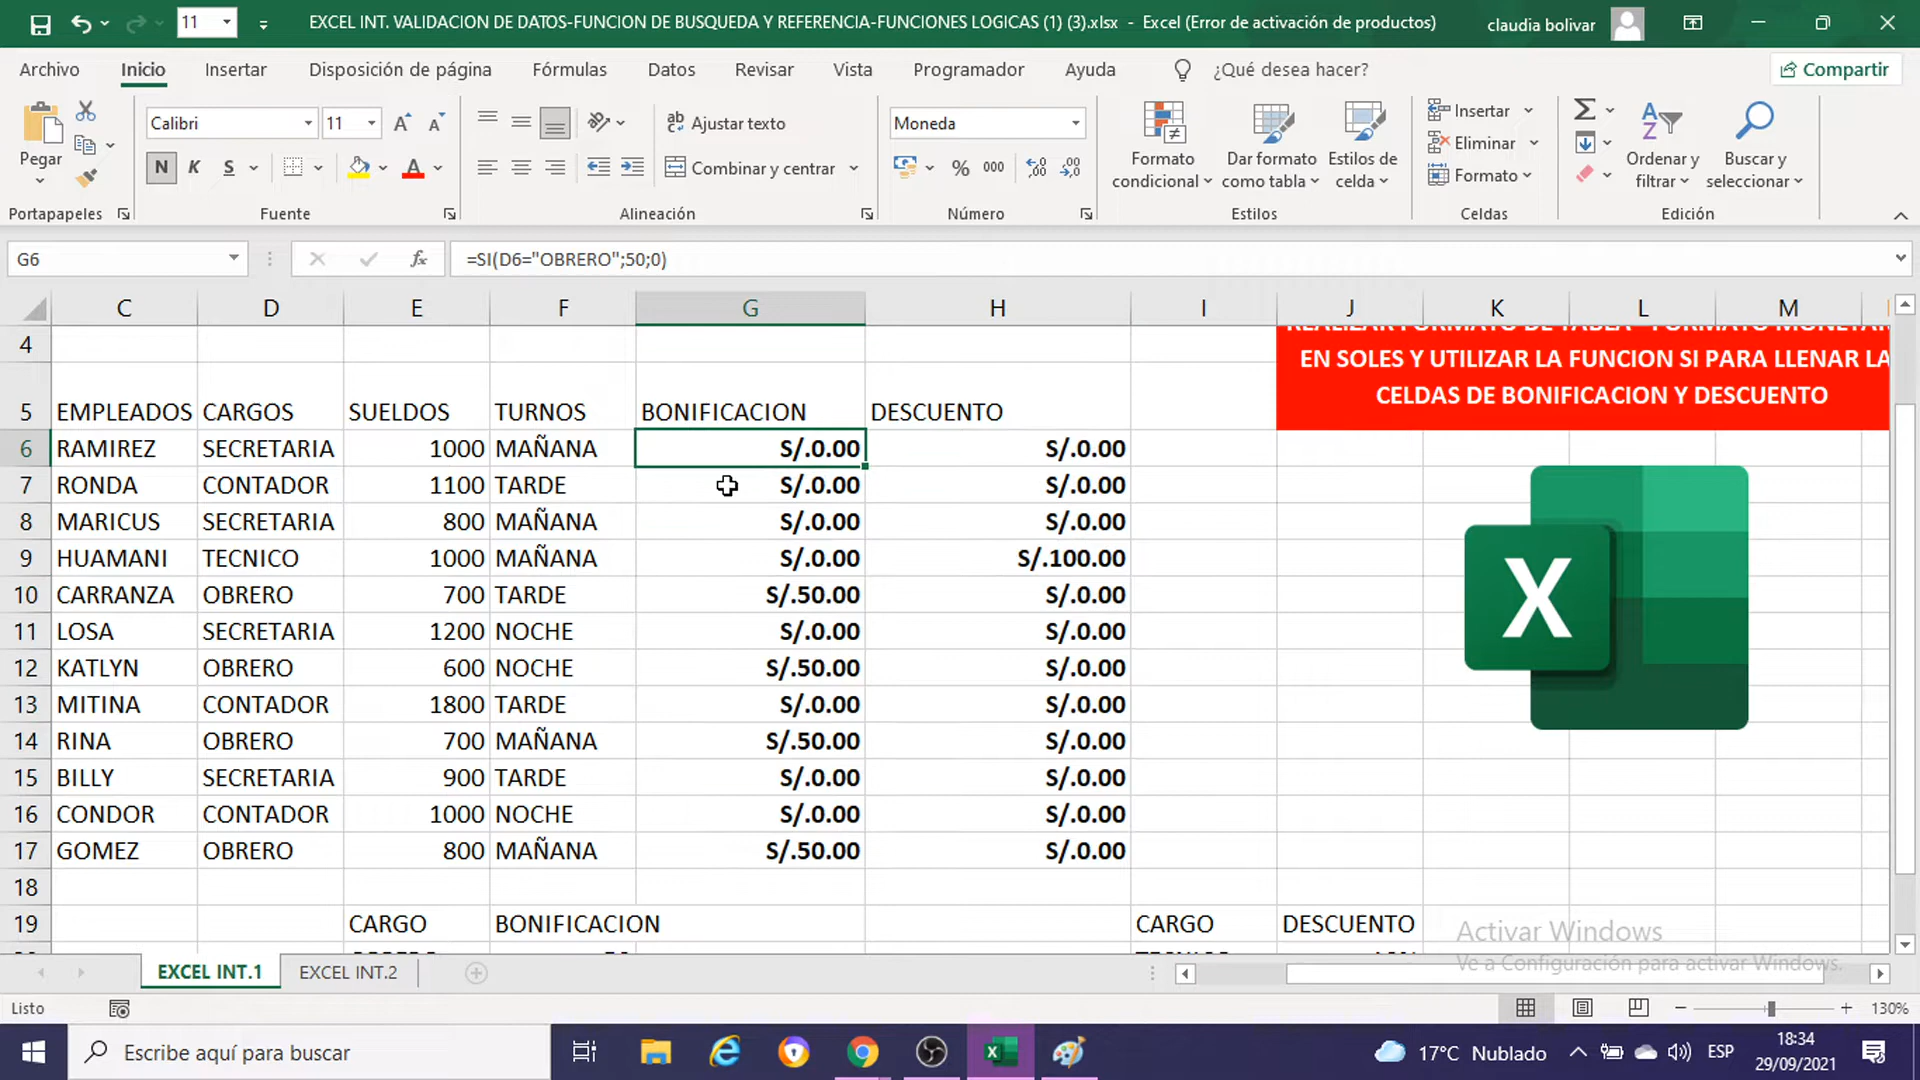 11
EXCEL INT. VALIDACION DE DATOS-FUNCION DE BUSQUEDA Y REFERENCIA-FUNCIONES LOGICAS (1) (3).xlsx - Excel (Error de activación de productos)
claudia bolivar
Archivo Inicio Insertar Disposición de página Fórmulas Datos Revisar Vista Programador Ayuda ¿Qué desea hacer? Compartir
Pegar
Calibri 11
N K S
Ajustar texto
Combinar y centrar
Moneda
% 000
Formato condicional
Dar formato como tabla
Estilos de celda
Insertar
Eliminar
Formato
Ordenar y filtrar
Buscar y seleccionar
Portapapeles Fuente Alineación Número Estilos Celdas Edición
G6 fx =SI(D6="OBRERO";50;0)
C D E F G H I J K L M
4
EN SOLES Y UTILIZAR LA FUNCION SI PARA LLENAR LA
CELDAS DE BONIFICACION Y DESCUENTO
5 EMPLEADOS CARGOS SUELDOS TURNOS BONIFICACION DESCUENTO
6 RAMIREZ SECRETARIA 1000 MAÑANA S/.0.00 S/.0.00
7 RONDA CONTADOR 1100 TARDE S/.0.00 S/.0.00
8 MARICUS SECRETARIA 800 MAÑANA S/.0.00 S/.0.00
9 HUAMANI TECNICO 1000 MAÑANA S/.0.00 S/.100.00
10 CARRANZA OBRERO 700 TARDE S/.50.00 S/.0.00
11 LOSA SECRETARIA 1200 NOCHE S/.0.00 S/.0.00
12 KATLYN OBRERO 600 NOCHE S/.50.00 S/.0.00
13 MITINA CONTADOR 1800 TARDE S/.0.00 S/.0.00
14 RINA OBRERO 700 MAÑANA S/.50.00 S/.0.00
15 BILLY SECRETARIA 900 TARDE S/.0.00 S/.0.00
16 CONDOR CONTADOR 1000 NOCHE S/.0.00 S/.0.00
17 GOMEZ OBRERO 800 MAÑANA S/.50.00 S/.0.00
18
19 CARGO BONIFICACION CARGO DESCUENTO
X
Activar Windows
Ve a Configuración para activar Windows.
EXCEL INT.1 EXCEL INT.2
Listo
130%
Escribe aquí para buscar
17°C Nublado
ESP
18:34
29/09/2021